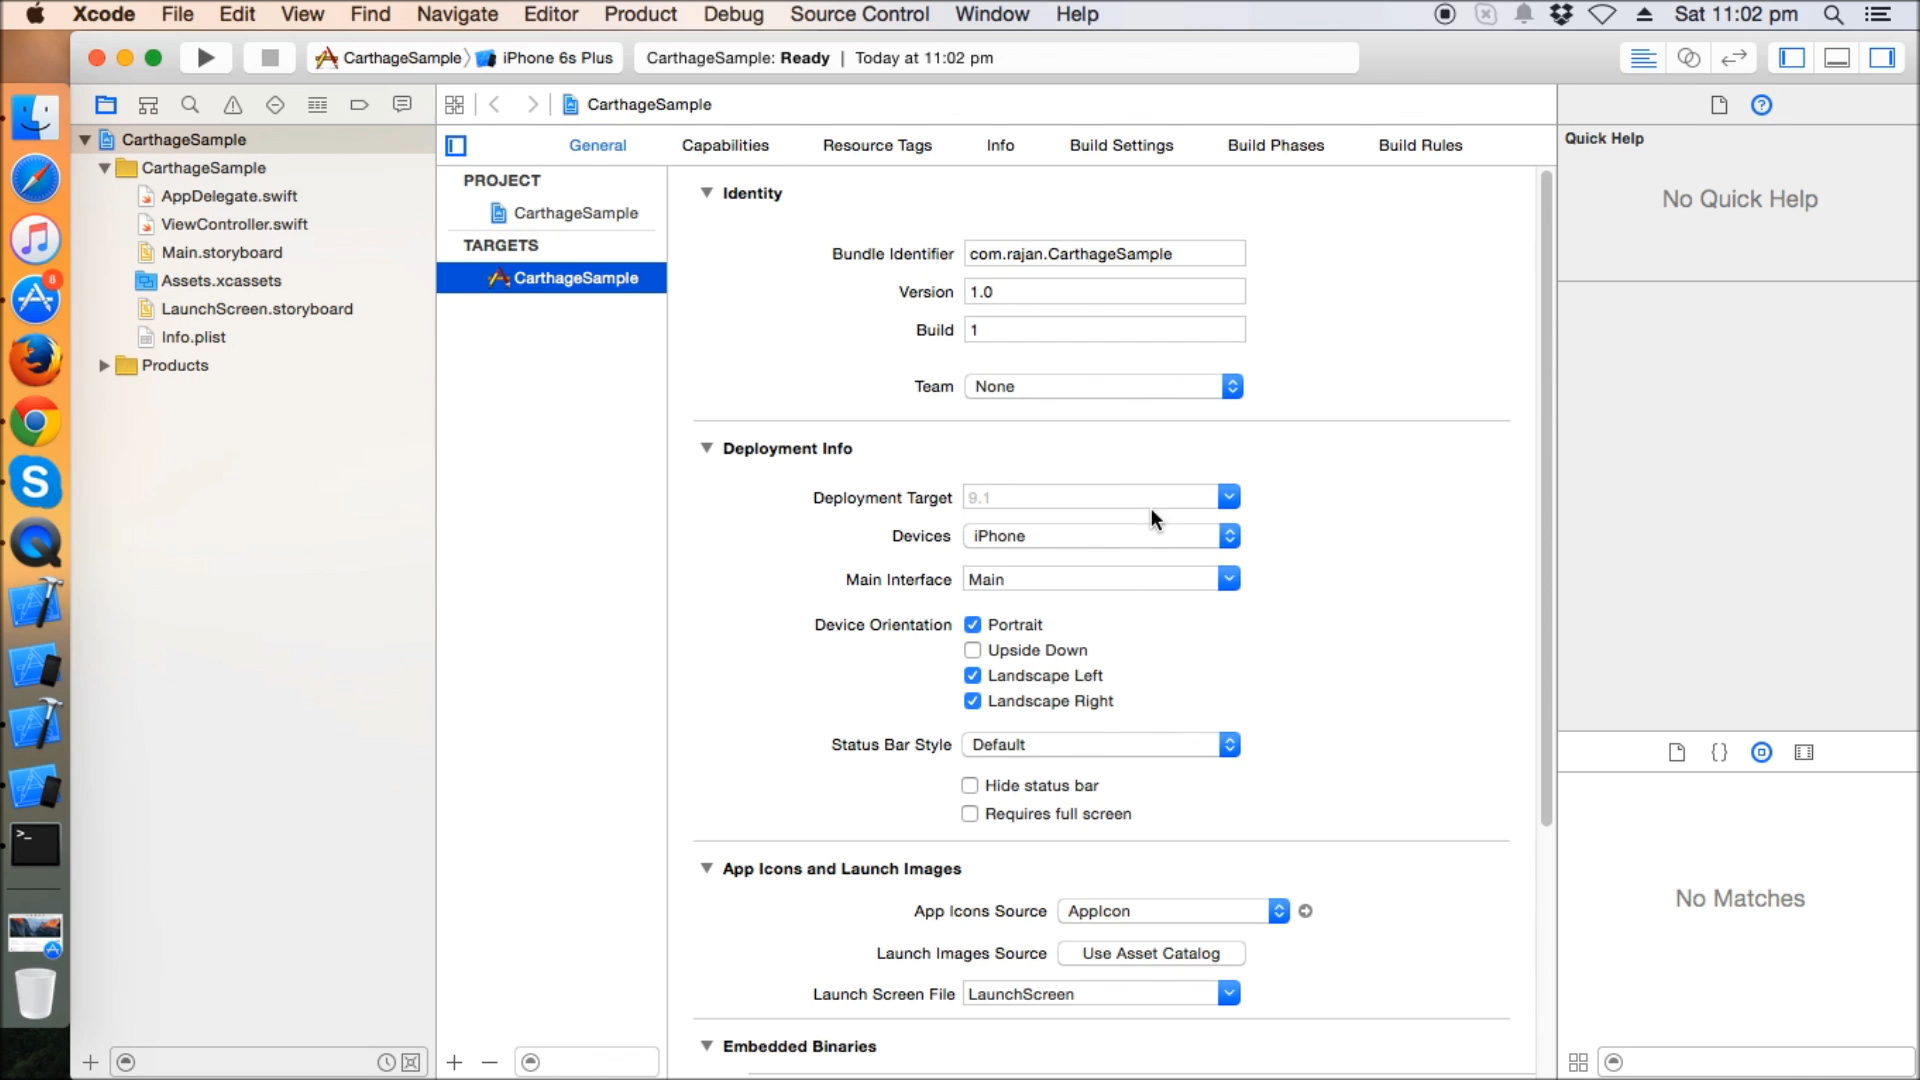 Xcode File Edit View Find Navigate Editor Product Debug Source Control Window Help Sat 11:02 pm
CarthageSample iPhone 6s Plus CarthageSample: Ready | Today at 11:02 pm
CarthageSample
Quick Help
No Quick Help
CarthageSample
CarthageSample
AppDelegate.swift
ViewController.swift
Main.storyboard
Assets.xcassets
LaunchScreen.storyboard
Info.plist
Products
8
General Capabilities Resource Tags Info Build Settings Build Phases Build Rules
PROJECT
CarthageSample
TARGETS
CarthageSample
Identity
Bundle Identifier com.rajan.CarthageSample
Version 1.0
Build 1
Team None
Deployment Info
Deployment Target 9.1
Devices iPhone
Main Interface Main
Device Orientation Portrait
Upside Down
Landscape Left
Landscape Right
Status Bar Style Default
Hide status bar
Requires full screen
App Icons and Launch Images
App Icons Source AppIcon
Launch Images Source Use Asset Catalog
Launch Screen File LaunchScreen
Embedded Binaries
No Matches